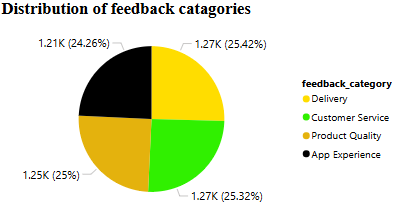 Distribution of feedback catagories
1.21K (24.26%)
1.27K (25.42%)
feedback_category
Delivery
Customer Service
Product Quality
App Experience
1.25K (25%)
1.27K (25.32%)